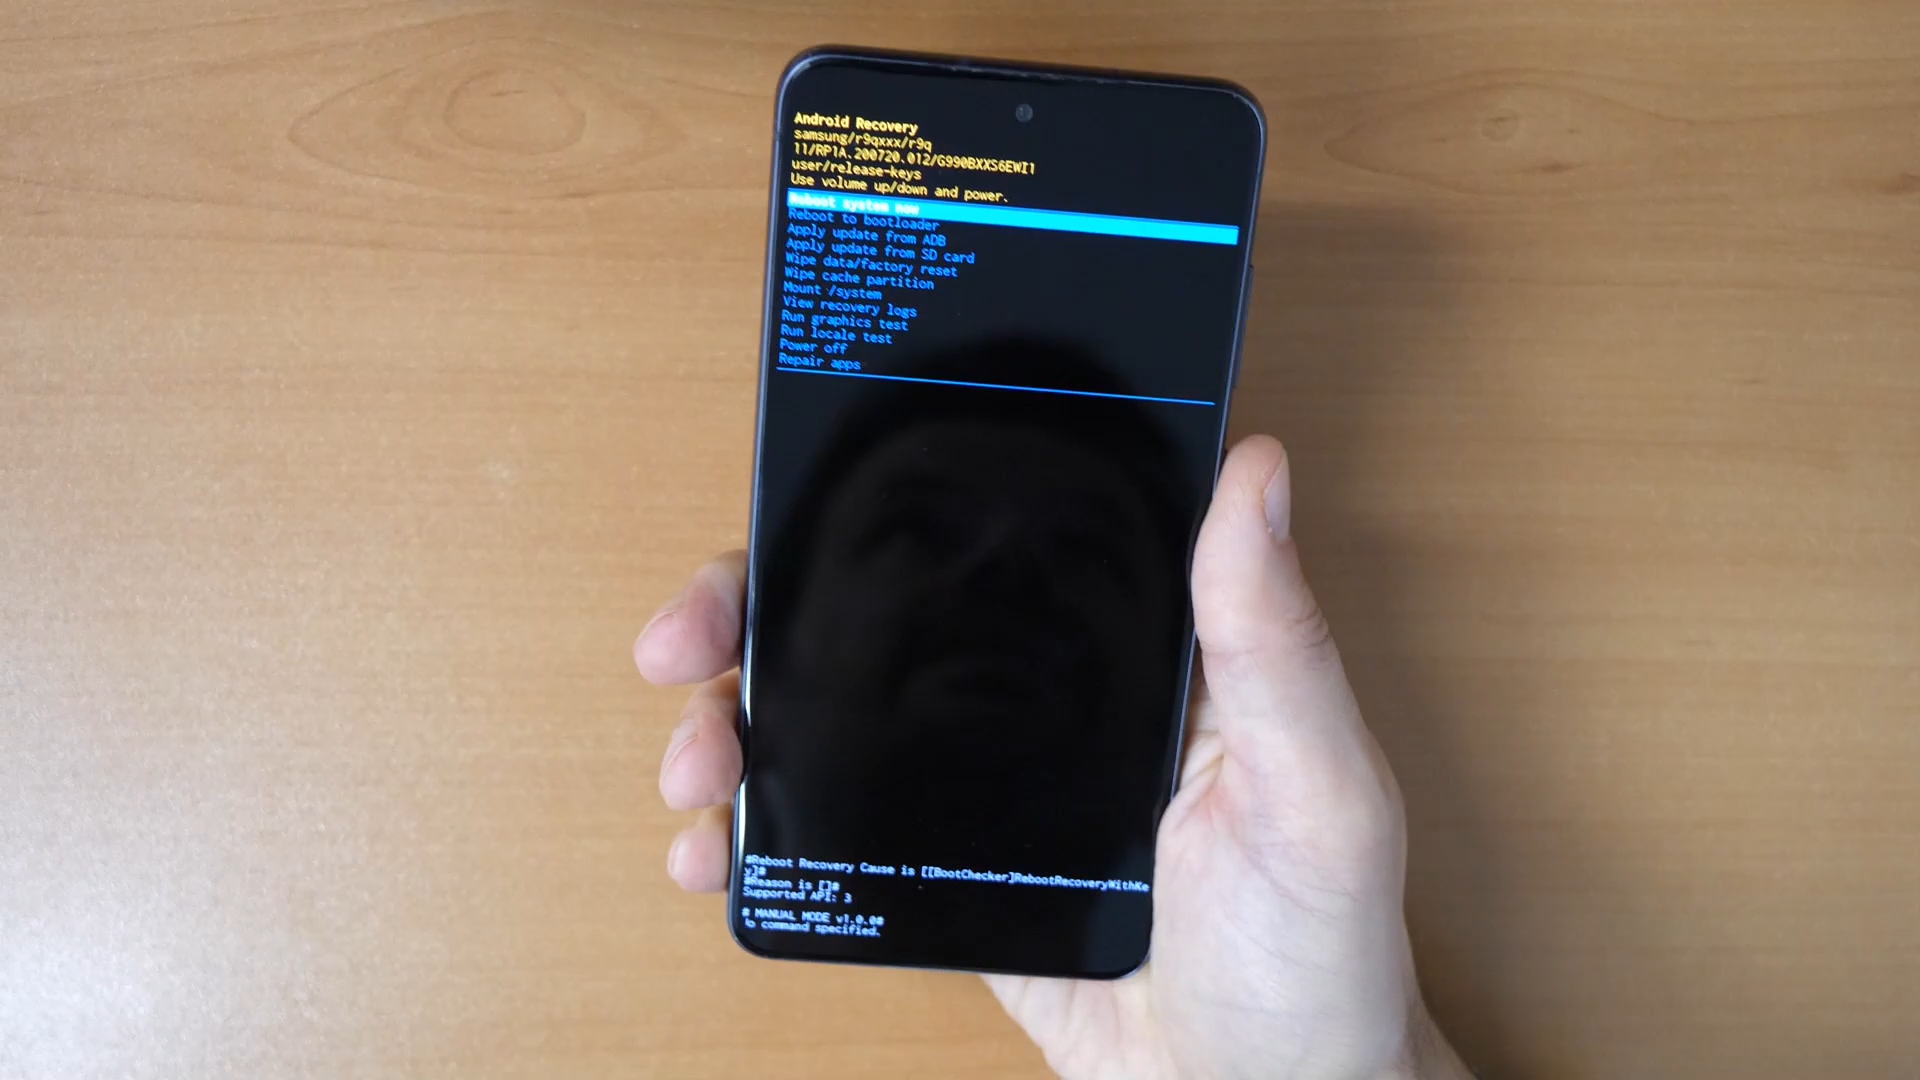 Android Recovery
samsung/r9qxxx/r9q
11/RP1A.200720.012/G990BXXS6EWI1
user/release-keys
Use volume up/down and power.
Reboot system now
Reboot to bootloader
Apply update from ADB
Apply update from SD card
Wipe data/factory reset
Wipe cache partition
Mount /system
View recovery logs
Run graphics test
Run locale test
Power off
Repair apps
#Reboot Recovery Cause is [[BootChecker]RebootRecoveryWithKe
y]#
#Reason is []#
Supported API: 3
# MANUAL MODE v1.0.0#
No command specified.